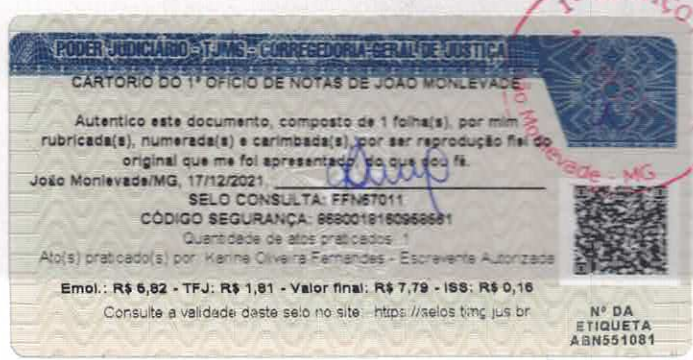 PODER JUDICIÁRIO - TJMG - CORREGEDORIA-GERAL DE JUSTIÇA
CARTÓRIO DO 1º OFÍCIO DE NOTAS DE JOÃO MONLEVADE
Autentico este documento, composto de 1 folha(s), por mim
rubricada(s), numerada(s) e carimbada(s), por ser reprodução fiel do
original que me foi apresentado, do que dou fé.
João Monlevade/MG, 17/12/2021.
SELO CONSULTA: FFN57011
CÓDIGO SEGURANÇA:
Quantidade de atos praticados: 1
Ato(s) praticado(s) por: Karine Oliveira Fernandes - Escrevente Autorizada
Emol.: R$ 6,82 - TFJ: R$ 1,81 - Valor final: R$ 7,79 - ISS: R$ 0,16
Consulte a validade deste selo no site: https://selos.tjmg.jus.br
Nº DA
ETIQUETA
ABN551081
Monlevade - MG